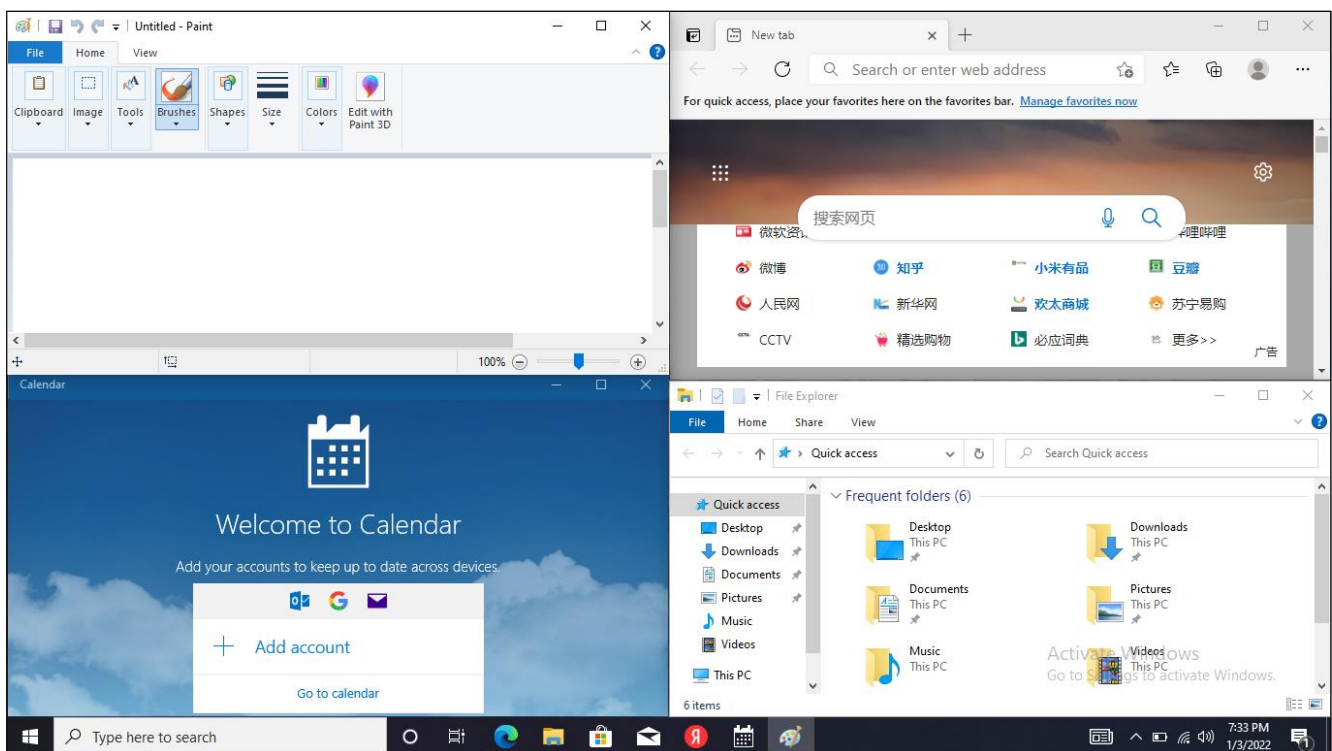 Untitled - Paint
File Home View
Clipboard Image Tools Brushes Shapes Size Colors Edit with Paint 3D
100%
New tab
Search or enter web address
For quick access, place your favorites here on the favorites bar. Manage favorites now
搜索网页
微软资
哔哩哔哩
微博 知乎 小米有品 豆瓣
人民网 新华网 欢太商城 苏宁易购
CCTV 精选购物 必应词典 更多>>
广告
Calendar
Welcome to Calendar
Add your accounts to keep up to date across devices.
Add account
Go to calendar
File Explorer
File Home Share View
Quick access
Search Quick access
Quick access
Desktop
Downloads
Documents
Pictures
Music
Videos
This PC
Frequent folders (6)
Desktop
This PC
Downloads
This PC
Documents
This PC
Pictures
This PC
Music
This PC
Videos
This PC
Activate Windows
Go to Settings to activate Windows.
6 items
Type here to search
7:33 PM
1/3/2022